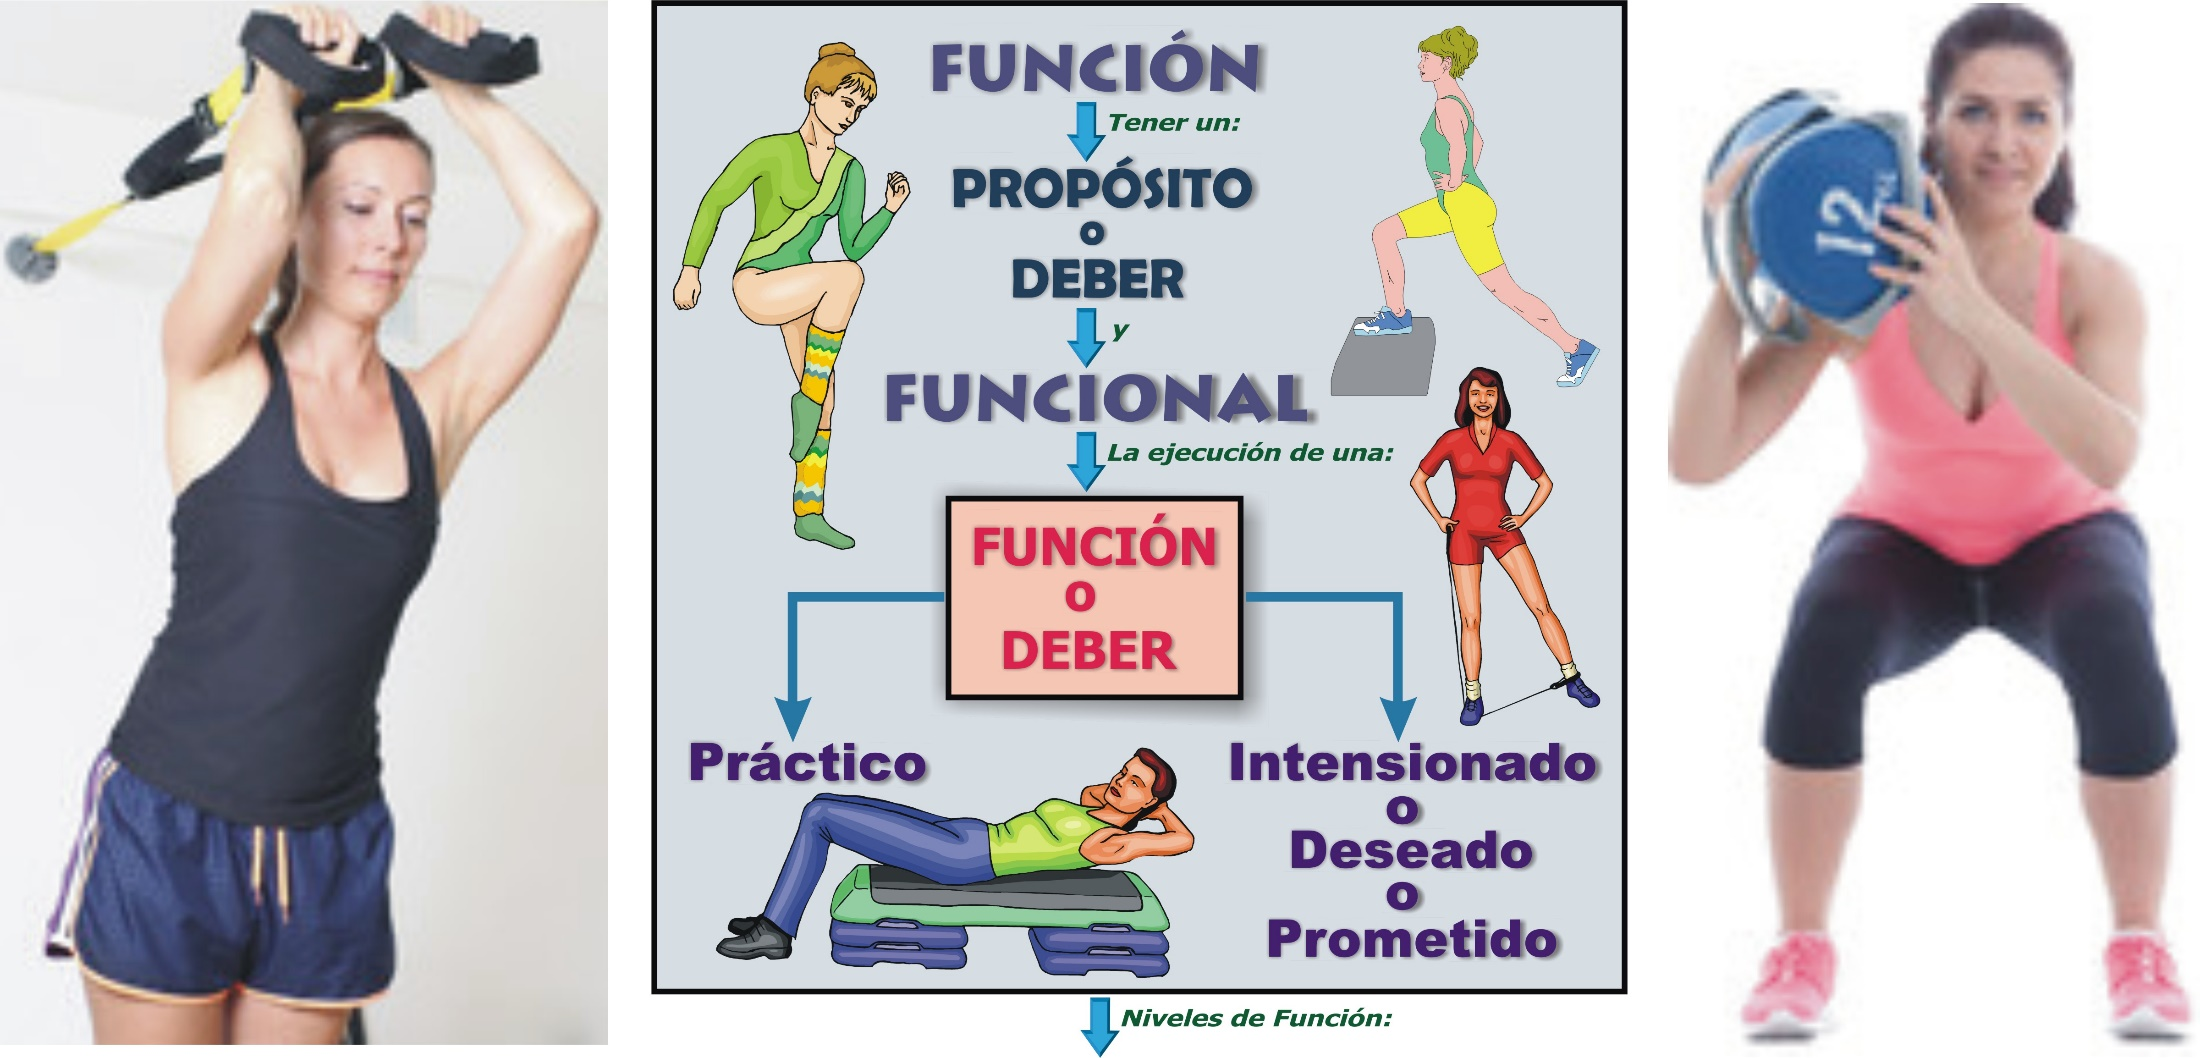 FUNCIÓN
Tener un:
PROPÓSITO
o
DEBER
y
FUNCIONAL
La ejecución de una:
FUNCIÓN
O
DEBER
Práctico
Intensionado
o
Deseado
o
Prometido
Niveles de Función:
12